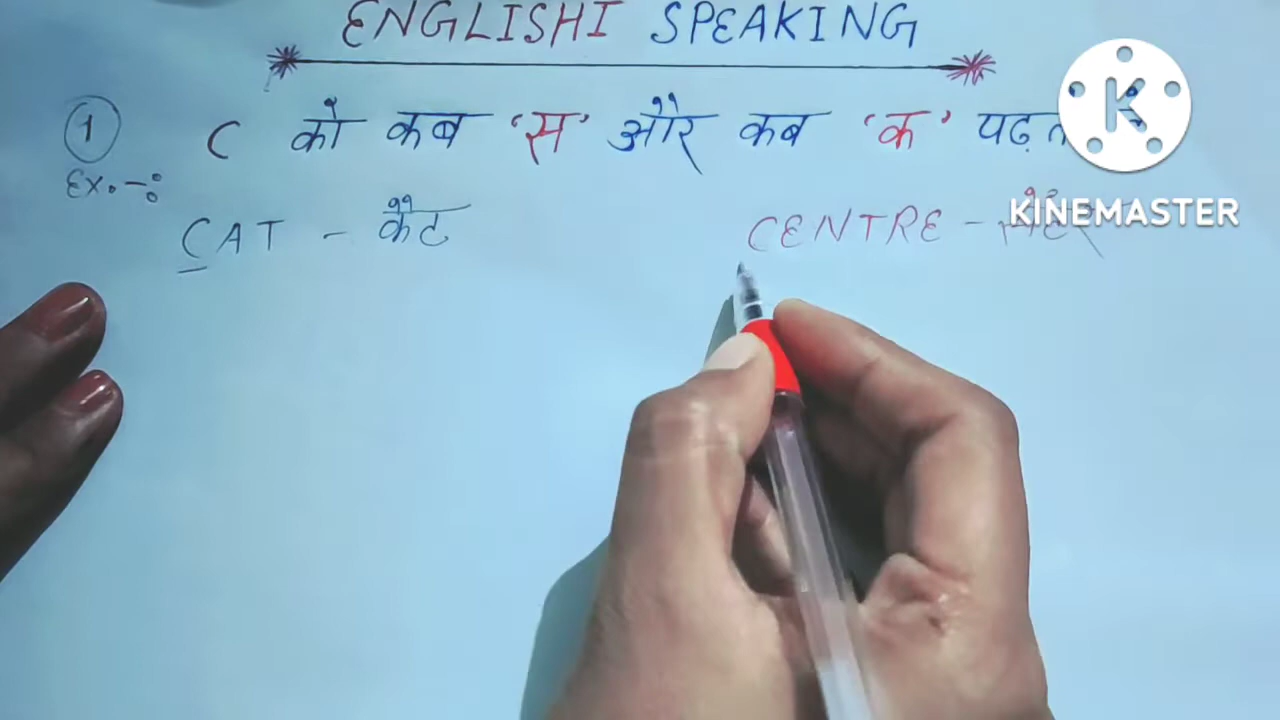 ENGLISHI SPEAKING
1 C को कब 'स' और कब 'क' पढ़ते
Ex.-:
CAT - कैट CENTRE -
KINEMASTER